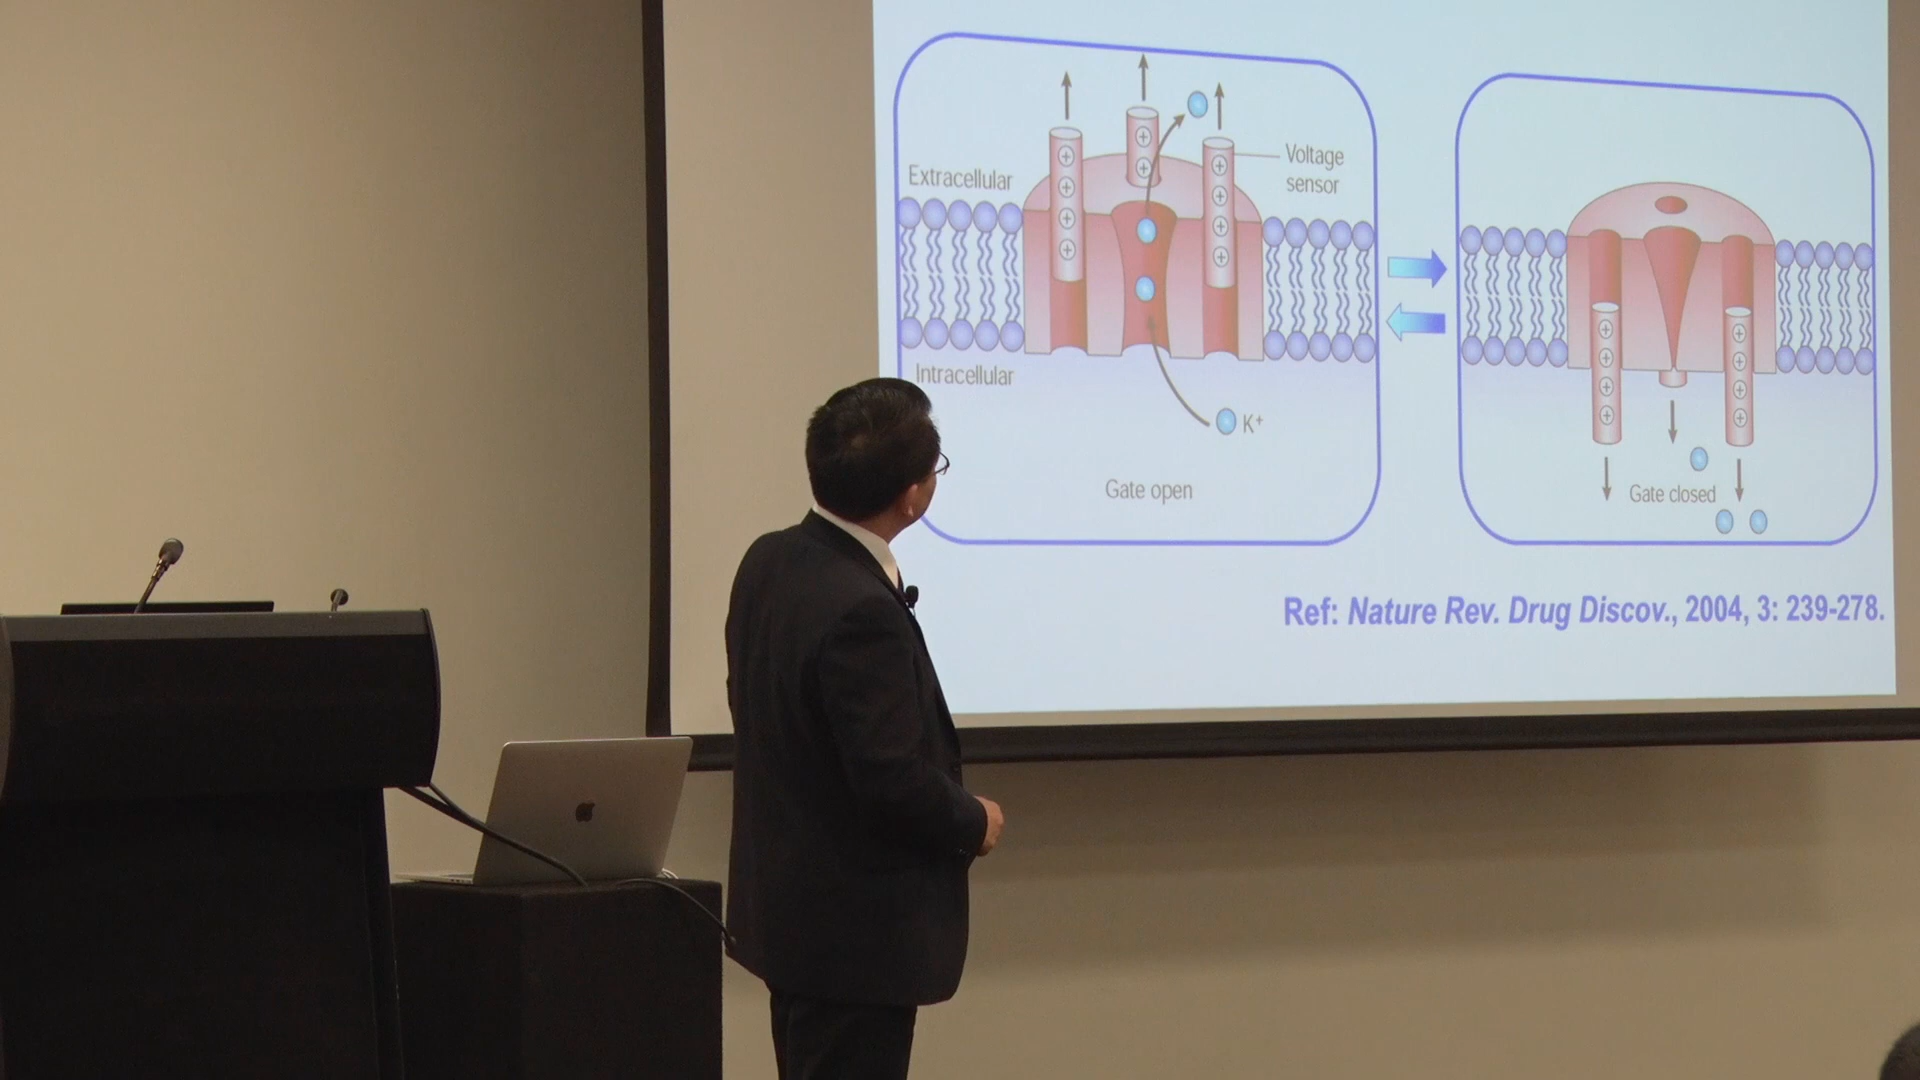 Extracellular
Voltage
sensor
Intracellular
K+
Gate open
Gate closed
Ref: Nature Rev. Drug Discov., 2004, 3: 239-278.